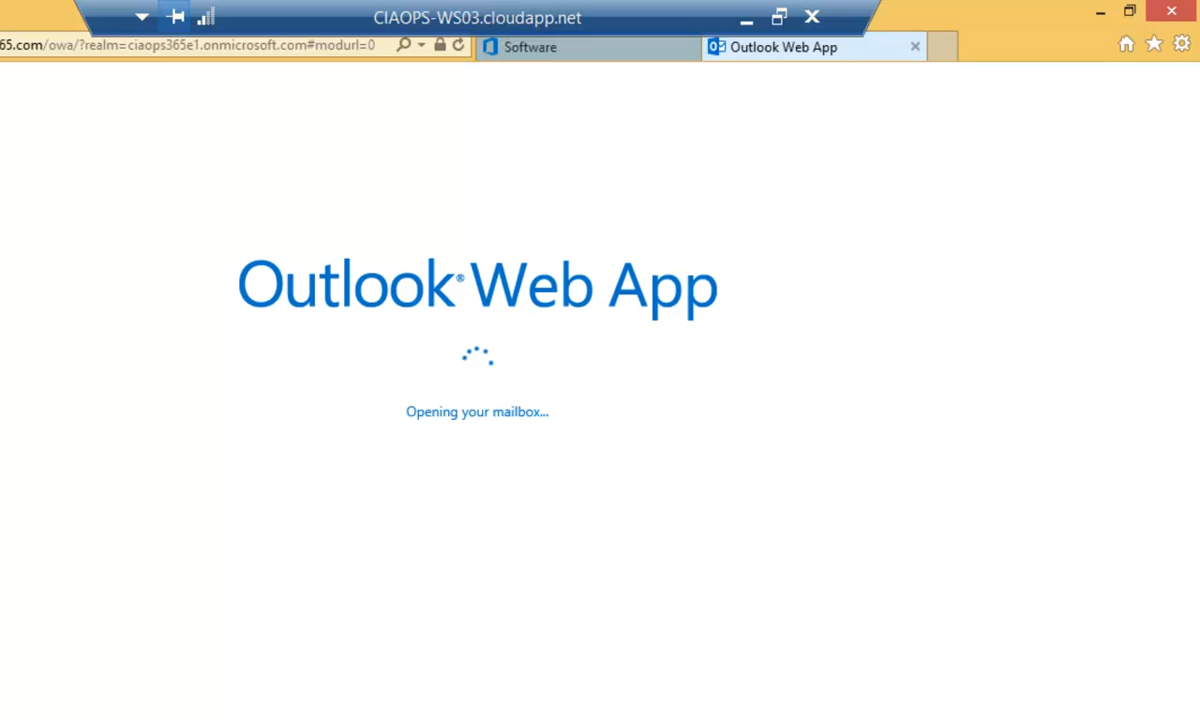 CIAOPS-WS03.cloudapp.net
65.com/owa/?realm=ciaops365e1.onmicrosoft.com#modurl=0
Software
Outlook Web App
Outlook® Web App
Opening your mailbox...